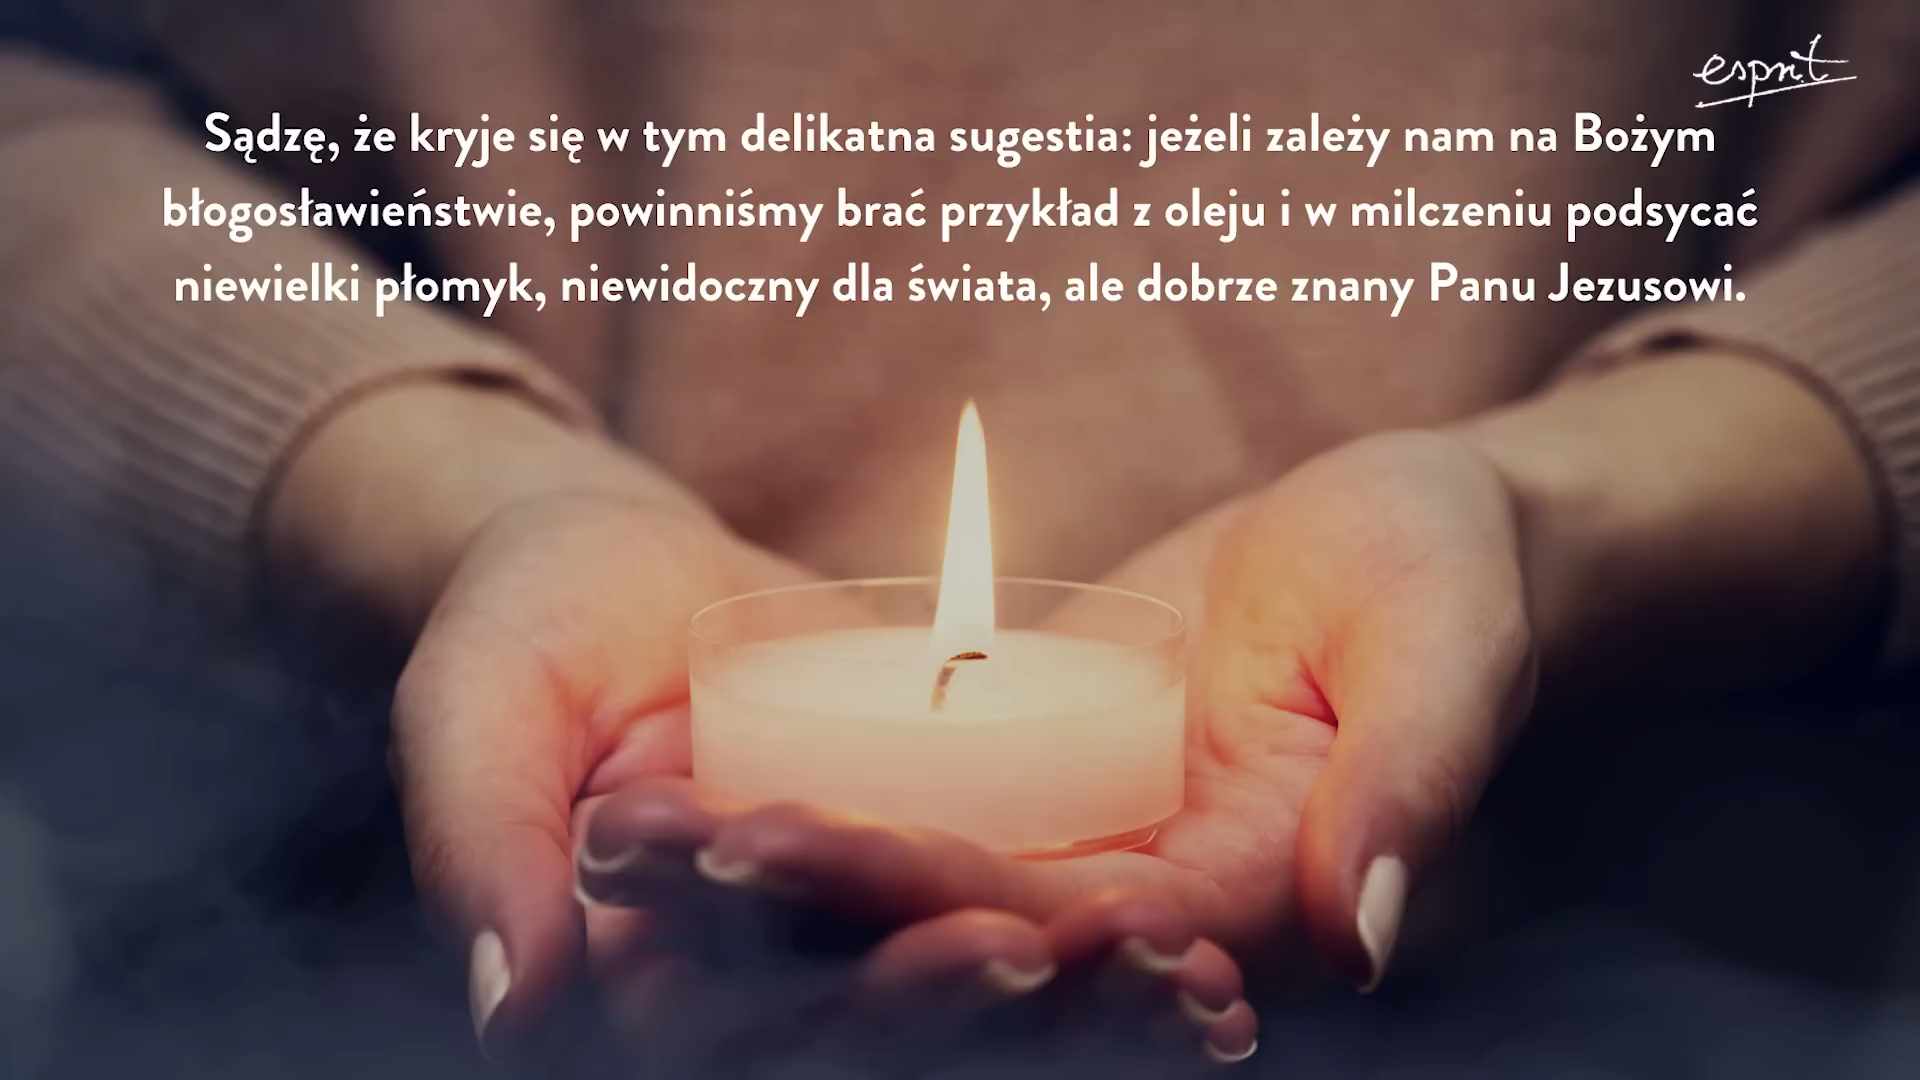 esprit
Sądzę, że kryje się w tym delikatna sugestia: jeżeli zależy nam na Bożym
błogosławieństwie, powinniśmy brać przykład z oleju i w milczeniu podsycać
niewielki płomyk, niewidoczny dla świata, ale dobrze znany Panu Jezusowi.